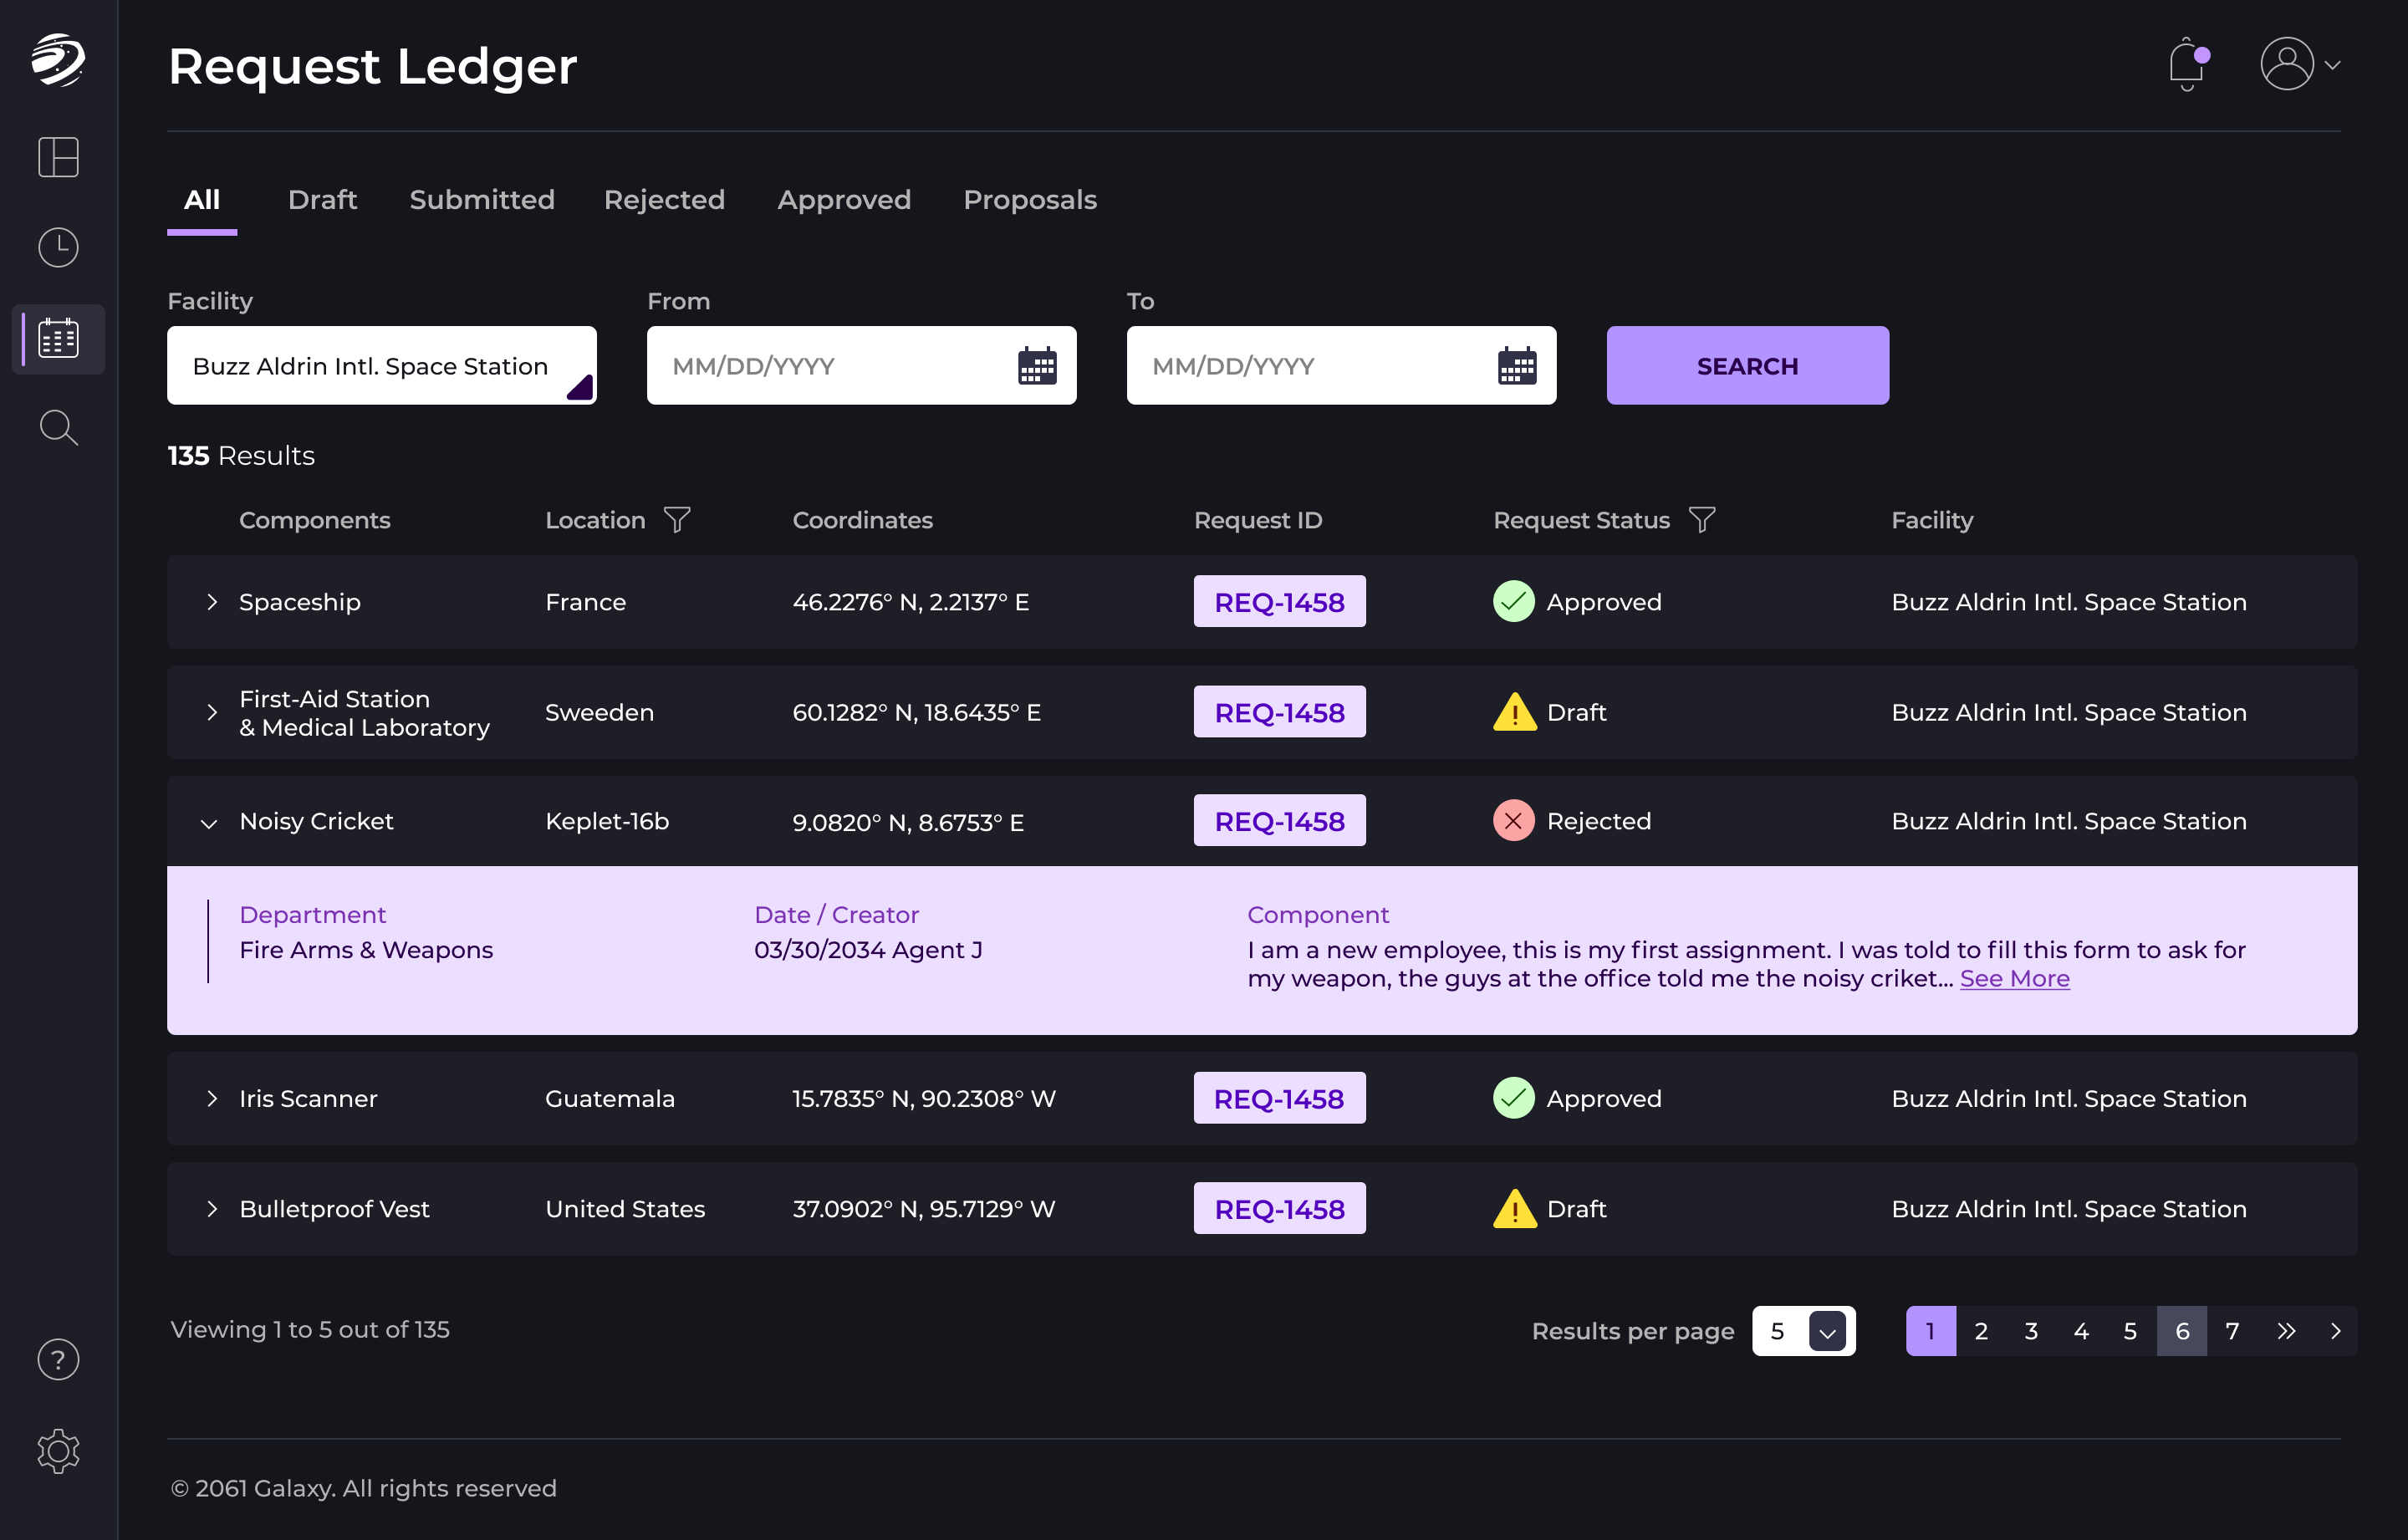 Request Ledger
All Draft Submitted Rejected Approved Proposals
Facility From To
Buzz Aldrin Intl. Space Station MM/DD/YYYY MM/DD/YYYY SEARCH
135 Results
Components Location Coordinates Request ID Request Status Facility
Spaceship France 46.2276° N, 2.2137° E REQ-1458 Approved Buzz Aldrin Intl. Space Station
First-Aid Station
& Medical Laboratory Sweeden 60.1282° N, 18.6435° E REQ-1458 Draft Buzz Aldrin Intl. Space Station
Noisy Cricket Keplet-16b 9.0820° N, 8.6753° E REQ-1458 Rejected Buzz Aldrin Intl. Space Station
Department Date / Creator Component
Fire Arms & Weapons 03/30/2034 Agent J I am a new employee, this is my first assignment. I was told to fill this form to ask for
my weapon, the guys at the office told me the noisy criket... See More
Iris Scanner Guatemala 15.7835° N, 90.2308° W REQ-1458 Approved Buzz Aldrin Intl. Space Station
Bulletproof Vest United States 37.0902° N, 95.7129° W REQ-1458 Draft Buzz Aldrin Intl. Space Station
Viewing 1 to 5 out of 135 Results per page 5 1 2 3 4 5 6 7
© 2061 Galaxy. All rights reserved